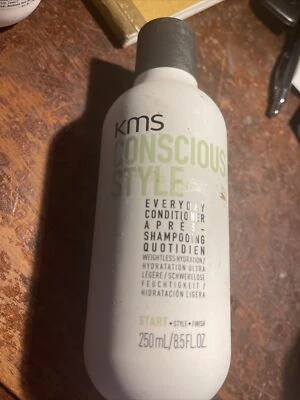 kms
CONSCIOUS
STYLE
EVERYDAY
CONDITIONER
APRÈS-
SHAMPOOING
QUOTIDIEN
WEIGHTLESS HYDRATION /
HYDRATATION ULTRA
LÉGÈRE / SCHWERELOSE
FEUCHTIGKEIT /
HIDRATACIÓN LIGERA
START + STYLE + FINISH
250 mL/8.5 FL.OZ.